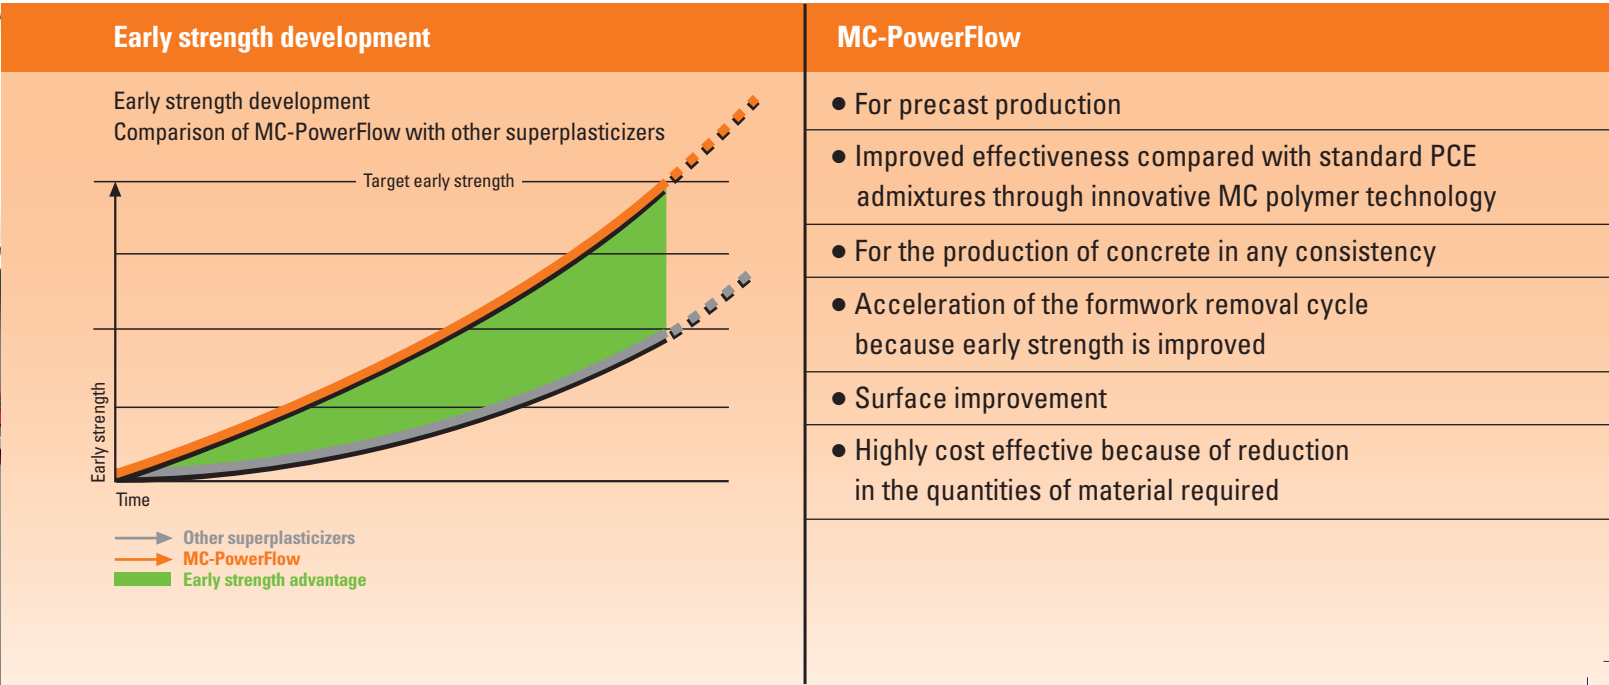 Early strength development
Early strength development
Comparison of MC-PowerFlow with other superplasticizers
Target early strength
Early strength
Time
Other superplasticizers
MC-PowerFlow
Early strength advantage
MC-PowerFlow
● For precast production
● Improved effectiveness compared with standard PCE
admixtures through innovative MC polymer technology
● For the production of concrete in any consistency
● Acceleration of the formwork removal cycle
because early strength is improved
● Surface improvement
● Highly cost effective because of reduction
in the quantities of material required